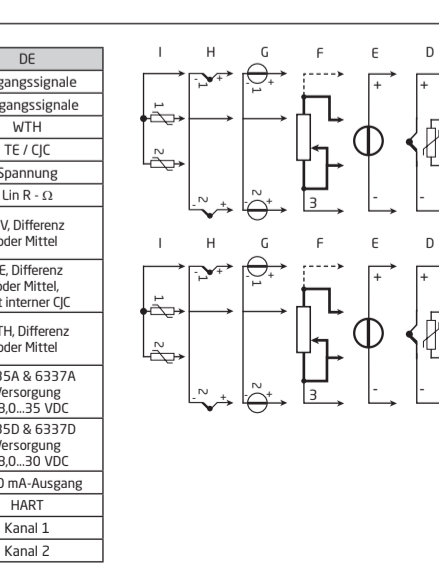 DE
gangssignale
gangssignale
WTH
TE / CJC
Spannung
Lin R - Ω
V, Differenz
oder Mittel
E, Differenz
oder Mittel,
t interner CJC
TH, Differenz
oder Mittel
35A & 6337A
Versorgung
8,0...35 VDC
35D & 6337D
Versorgung
8,0...30 VDC
0 mA-Ausgang
HART
Kanal 1
Kanal 2
I H G F E D
1 - 1 + - 1 + + +
2 - 2 + - 2 + 3 - -
I H G F E D
1 - 1 + - 1 + + +
2 - 2 + - 2 + 3 - -